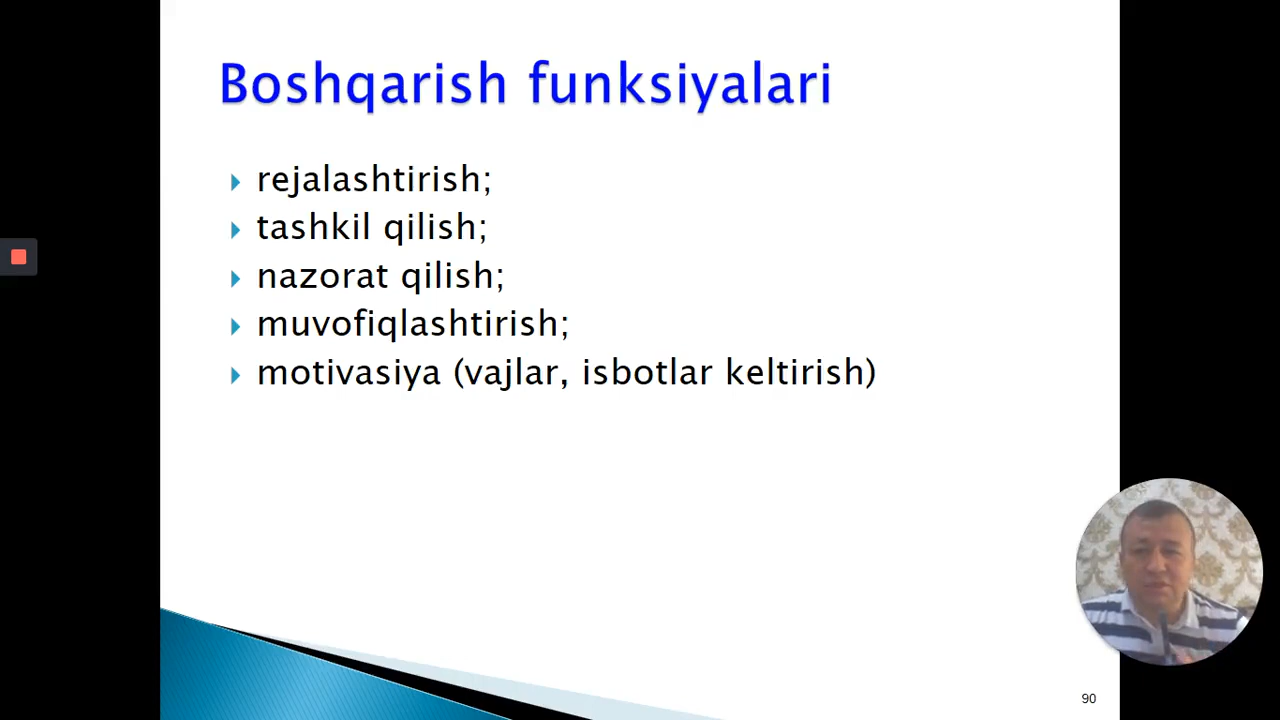 Boshqarish funksiyalari
rejalashtirish;
tashkil qilish;
nazorat qilish;
muvofiqlashtirish;
motivasiya (vajlar, isbotlar keltirish)
90